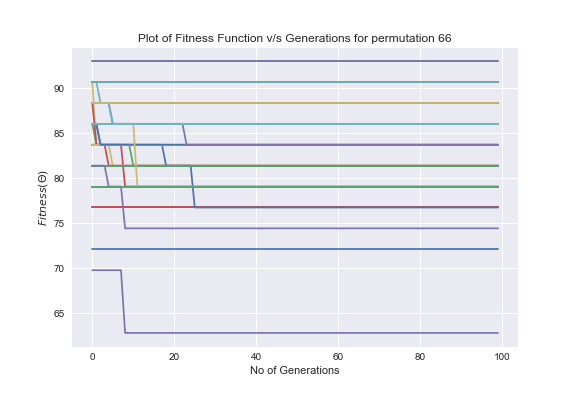 Plot of Fitness Function v/s Generations for permutation 66
90
85
80
75
70
65
Fitness(Θ)
0 20 40 60 80 100
No of Generations